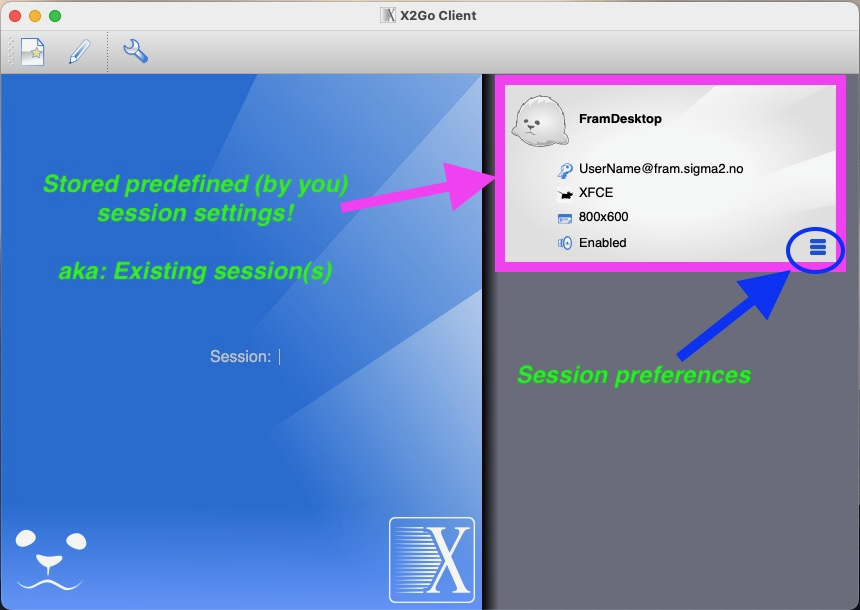 X2Go Client
Stored predefined (by you)
session settings!
aka: Existing session(s)
Session:
X
FramDesktop
UserName@fram.sigma2.no
XFCE
800x600
Enabled
Session preferences